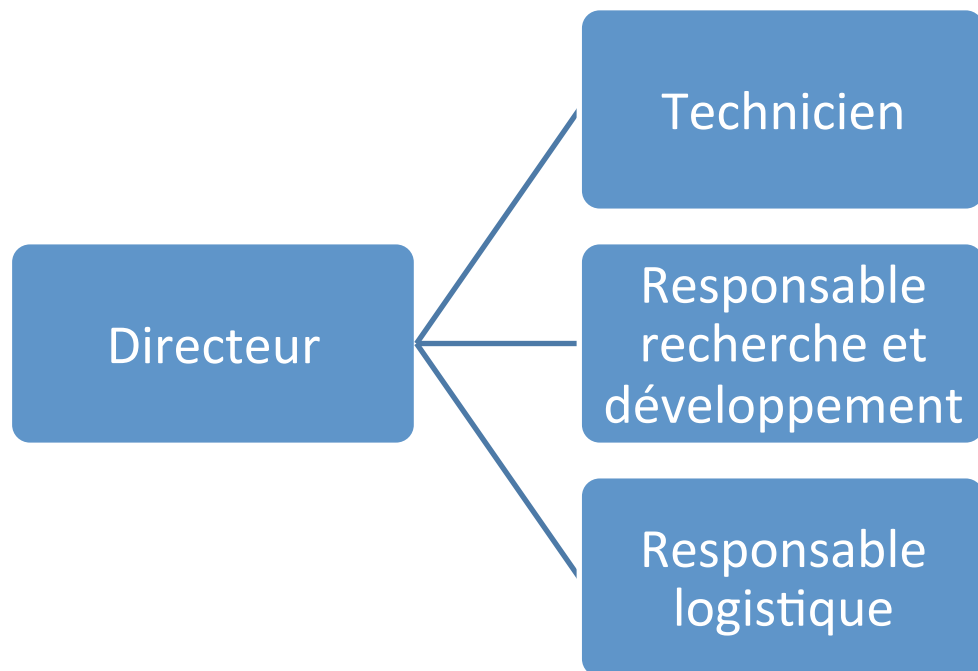 Technicien
Directeur
Responsable
recherche et
développement
Responsable
logistique